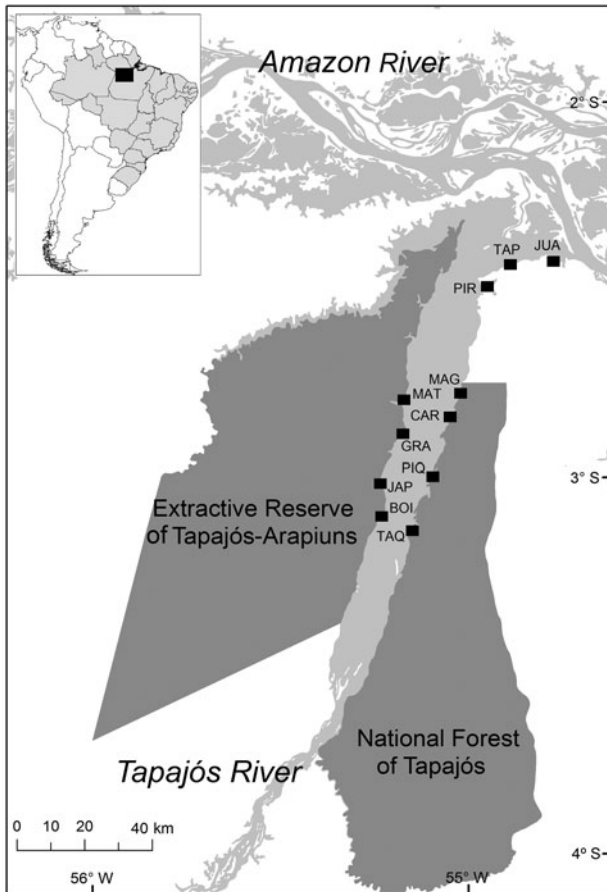 Amazon River
2° S
TAP
JUA
PIR
MAG
MAT
CAR
GRA
PIQ
3° S
JAP
BOI
TAQ
Extractive Reserve
of Tapajós-Arapiuns
National Forest
of Tapajós
Tapajós River
0 10 20 40 km
4° S
56° W
55° W